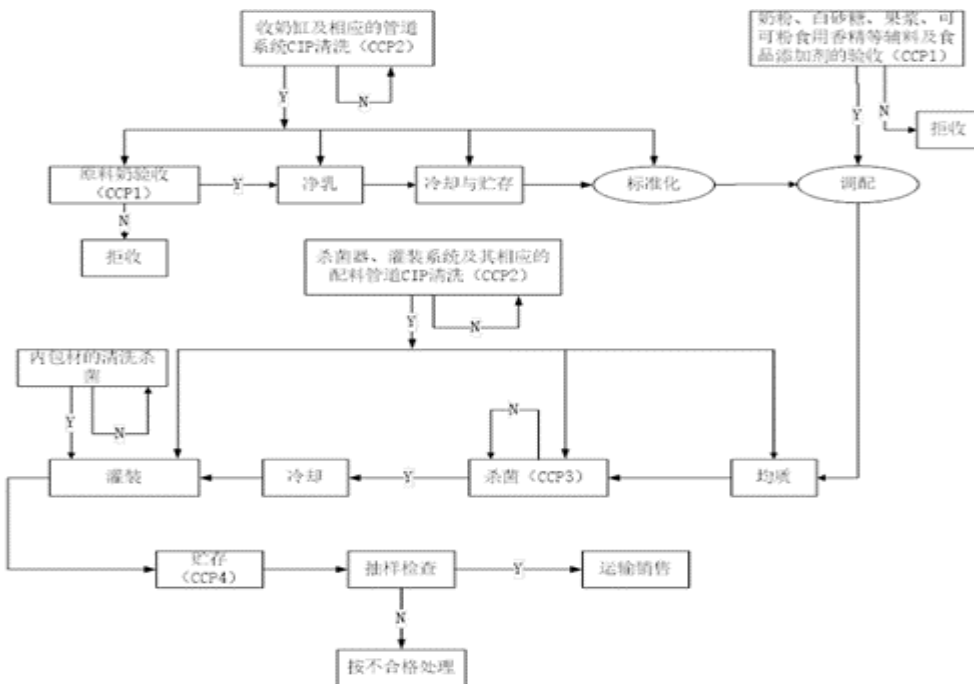 收奶缸及相应的管道
系统CIP清洗（CCP2）
奶粉、白砂糖、果浆、可
可粉食用香精等辅料及食
品添加剂的验收（CCP1）
Y
N
Y
N
拒收
原料奶验收
（CCP1）
Y
净乳
冷却与贮存
标准化
调配
N
拒收
杀菌器、灌装系统及其相应的
配料管道CIP清洗（CCP2）
Y
N
内包材的清洗杀
菌
Y
N
N
灌装
冷却
Y
杀菌（CCP3）
均质
贮存
（CCP4）
抽样检查
Y
运输销售
N
按不合格处理